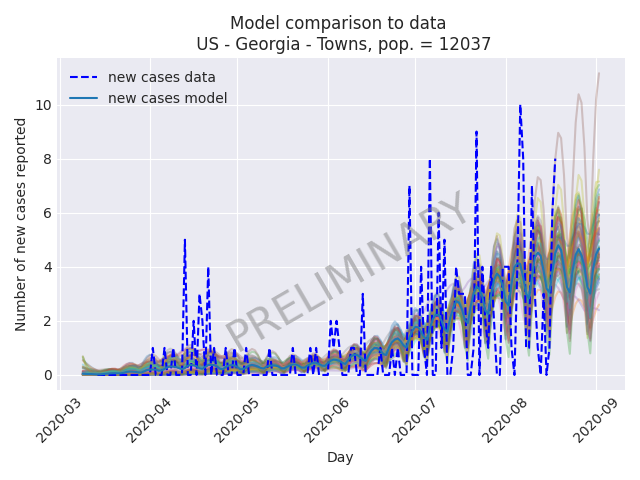 Model comparison to data
US - Georgia - Towns, pop. = 12037
new cases data
new cases model
Number of new cases reported
10
8
6
4
2
0
PRELIMINARY
2020-03
2020-04
2020-05
2020-06
2020-07
2020-08
2020-09
Day